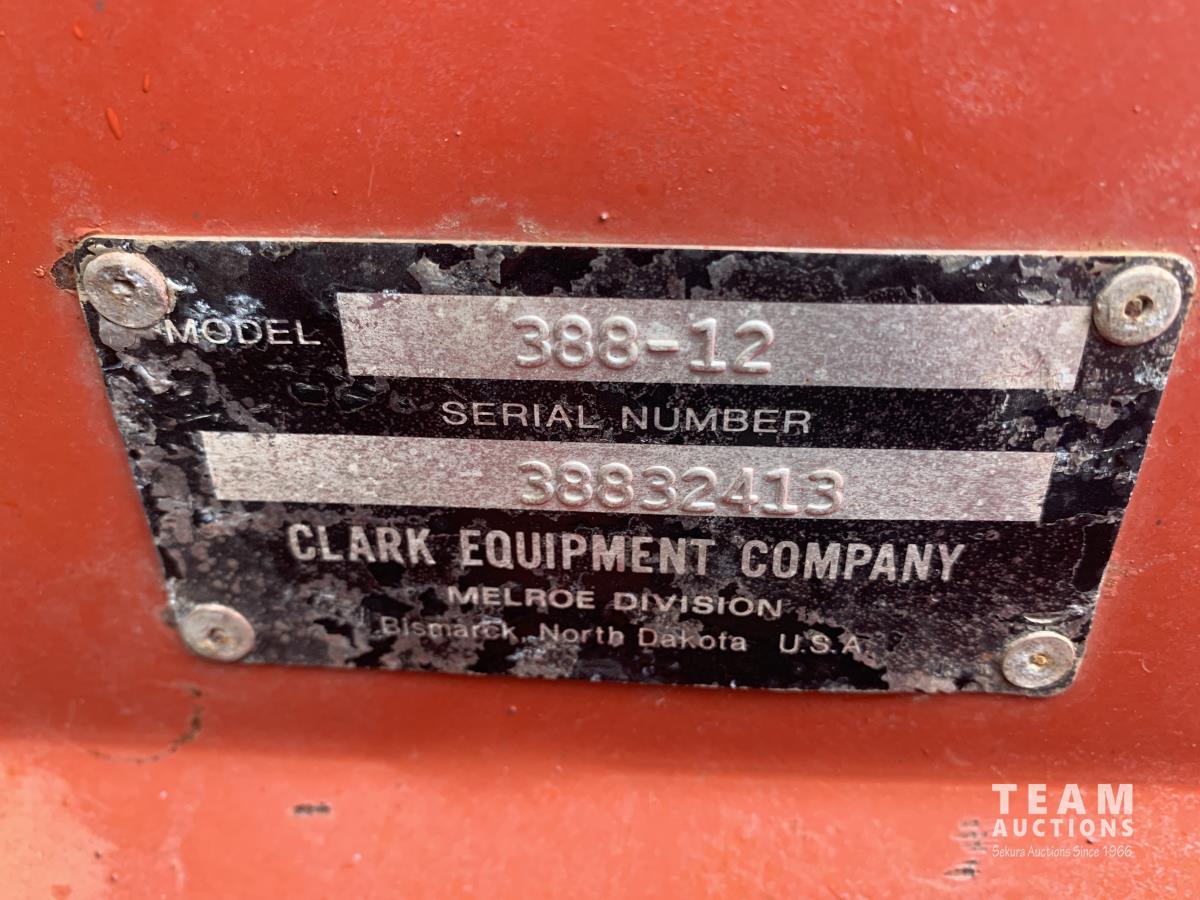 MODEL 388-12
SERIAL NUMBER
38832413
CLARK EQUIPMENT COMPANY
MELROE DIVISION
Bismarck, North Dakota U.S.A.
TEAM
AUCTIONS
Sekura Auctions Since 1966